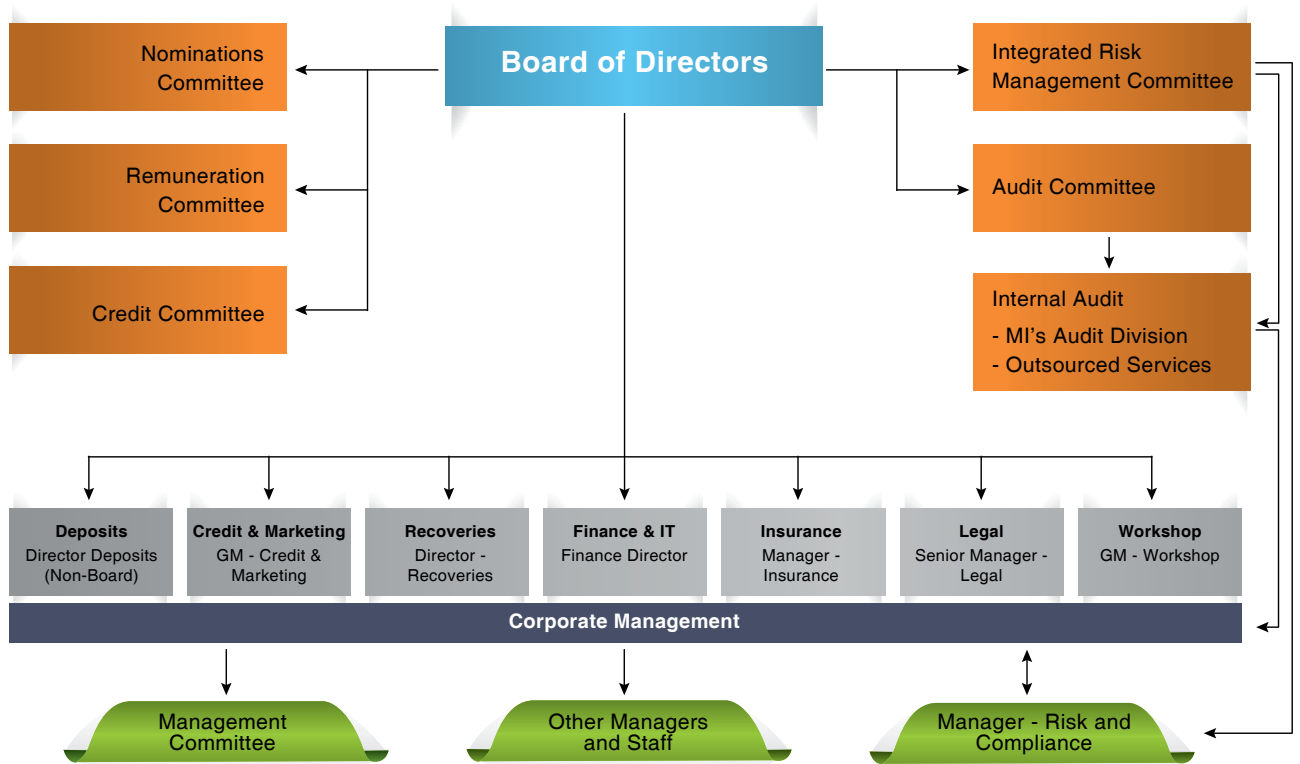 Board of Directors
Nominations
Committee
Remuneration
Committee
Credit Committee
Integrated Risk
Management Committee
Audit Committee
Internal Audit
- MI's Audit Division
- Outsourced Services
Deposits
Director Deposits
(Non-Board)
Credit & Marketing
GM - Credit &
Marketing
Recoveries
Director -
Recoveries
Finance & IT
Finance Director
Insurance
Manager -
Insurance
Legal
Senior Manager -
Legal
Workshop
GM - Workshop
Corporate Management
Management
Committee
Other Managers
and Staff
Manager - Risk and
Compliance